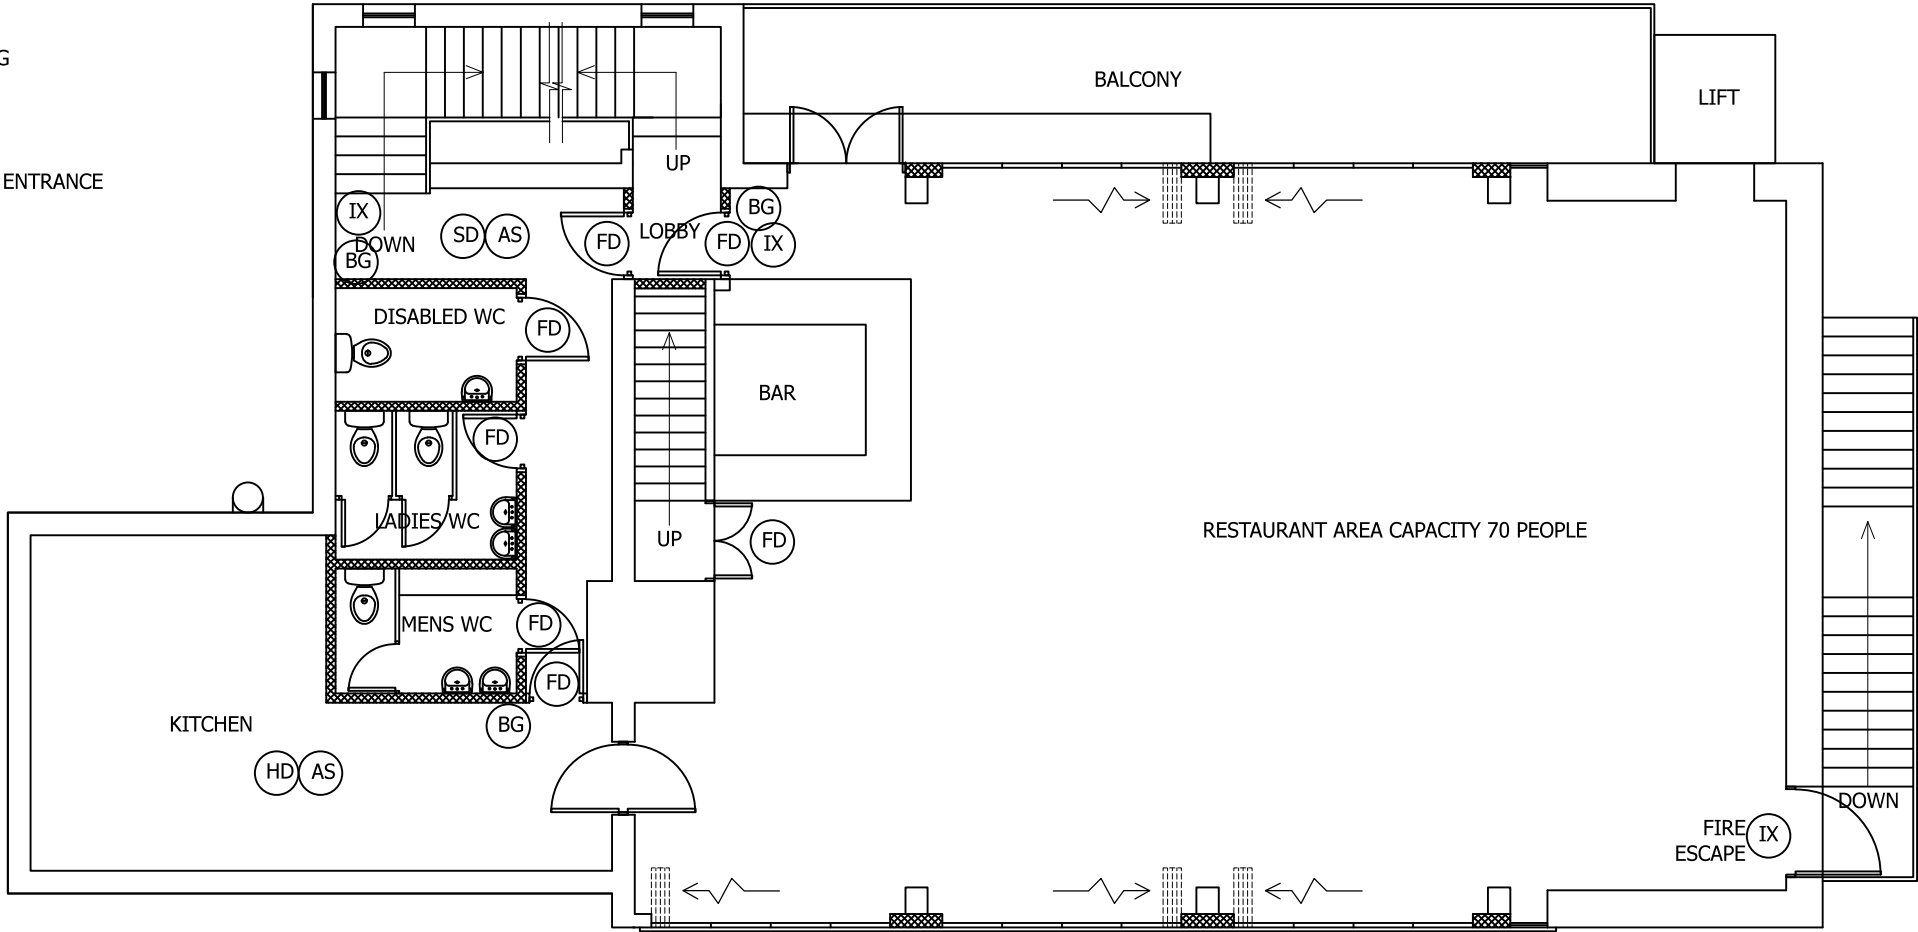 G
BALCONY
LIFT
UP
ENTRANCE
IX
BG
SD
AS
FD
LOBBY
FD
IX
DOWN
BG
DISABLED WC
FD
BAR
FD
LADIES WC
UP
FD
RESTAURANT AREA CAPACITY 70 PEOPLE
MENS WC
FD
FD
KITCHEN
BG
HD
AS
DOWN
FIRE
ESCAPE
IX